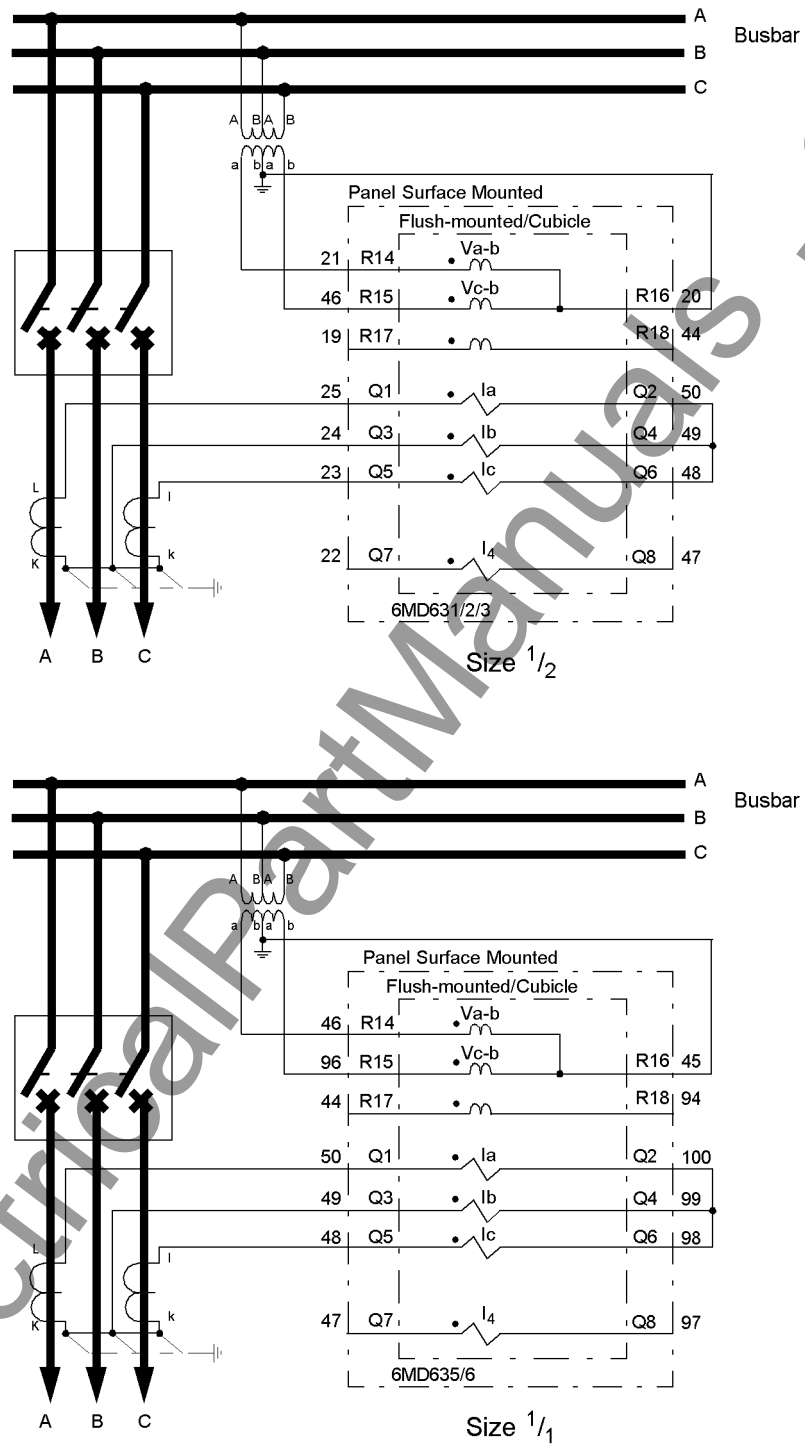 A
Busbar
B
C
A B A B
a b a b
Panel Surface Mounted
Flush-mounted/Cubicle
21 R14 Va-b
46 R15 Vc-b R16 20
19 R17 R18 44
25 Q1 Ia Q2 50
24 Q3 Ib Q4 49
23 Q5 Ic Q6 48
L l
K k
22 Q7 I4 Q8 47
6MD631/2/3
A B C
Size 1/2
A
Busbar
B
C
A B A B
a b a b
Panel Surface Mounted
Flush-mounted/Cubicle
46 R14 Va-b
96 R15 Vc-b R16 45
44 R17 R18 94
50 Q1 Ia Q2 100
49 Q3 Ib Q4 99
48 Q5 Ic Q6 98
L l
K k
47 Q7 I4 Q8 97
6MD635/6
A B C
Size 1/1
ctricalPartManuals